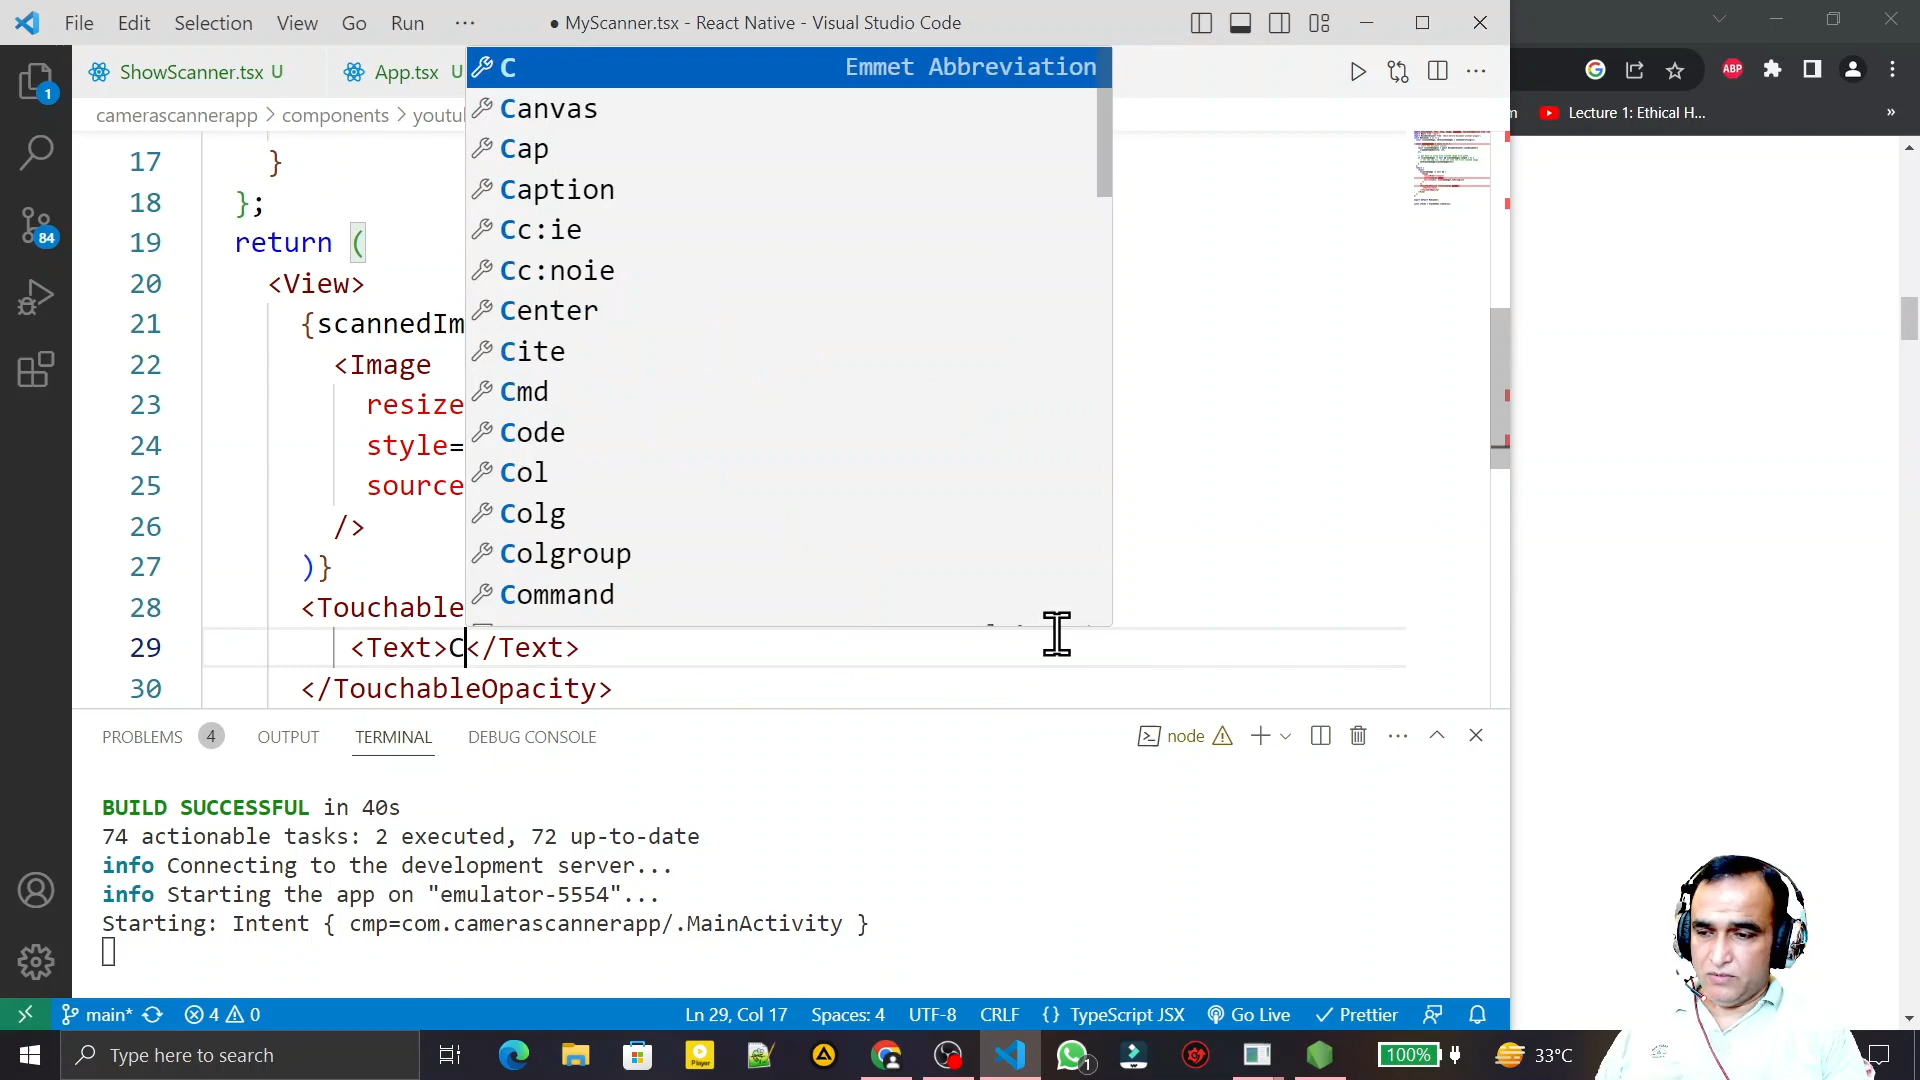 File Edit Selection View Go Run ··· ● MyScanner.tsx - React Native - Visual Studio Code
ShowScanner.tsx U App.tsx U
camerascannerapp > components >
C Emmet Abbreviation
Canvas
Cap
Caption
Cc:ie
Cc:noie
Center
Cite
Cmd
Code
Col
Colg
Colgroup
Command
17 }
18 };
19 return (
20 <View>
21 {scannedIm
22 <Image
23 resize
24 style=
25 source
26 />
27 )}
28 <Touchable
29 <Text>C</Text>
30 </TouchableOpacity>
PROBLEMS 4 OUTPUT TERMINAL DEBUG CONSOLE node
BUILD SUCCESSFUL in 40s
74 actionable tasks: 2 executed, 72 up-to-date
info Connecting to the development server...
info Starting the app on "emulator-5554"...
Starting: Intent { cmp=com.camerascannerapp/.MainActivity }
main* 4 0 Ln 29, Col 17 Spaces: 4 UTF-8 CRLF {} TypeScript JSX Go Live Prettier
Type here to search 100% 33°C
1
84
ABP
Lecture 1: Ethical H... »
Player
1